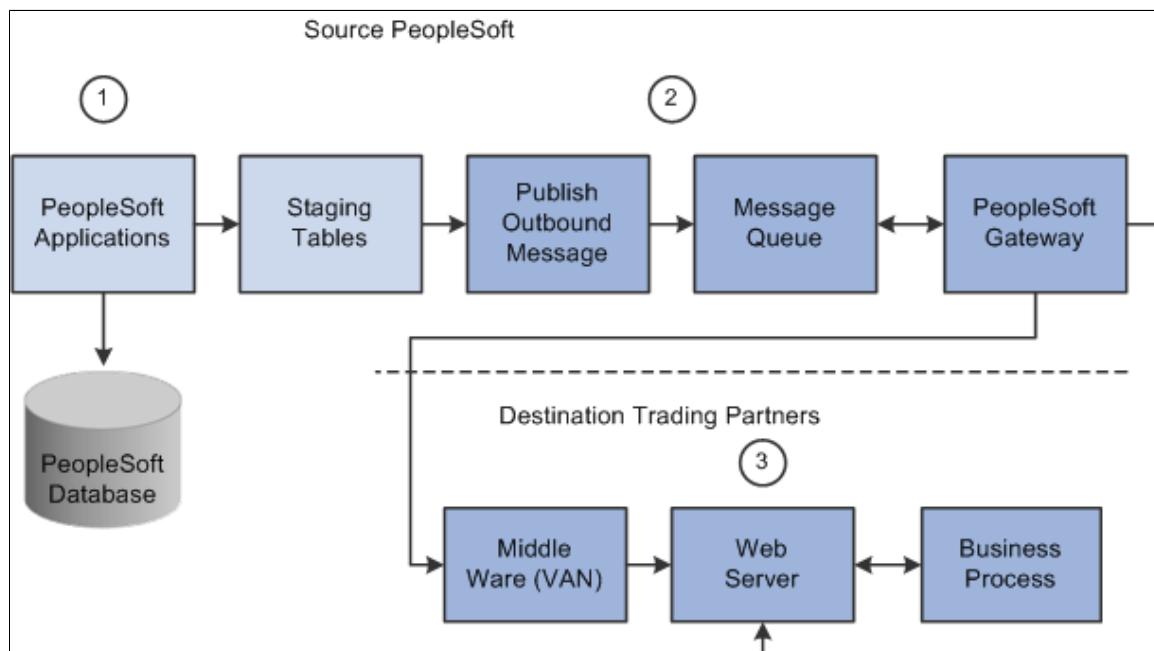 Source PeopleSoft
1
2
PeopleSoft
Applications
Staging
Tables
Publish
Outbound
Message
Message
Queue
PeopleSoft
Gateway
PeopleSoft
Database
Destination Trading Partners
3
Middle
Ware (VAN)
Web
Server
Business
Process